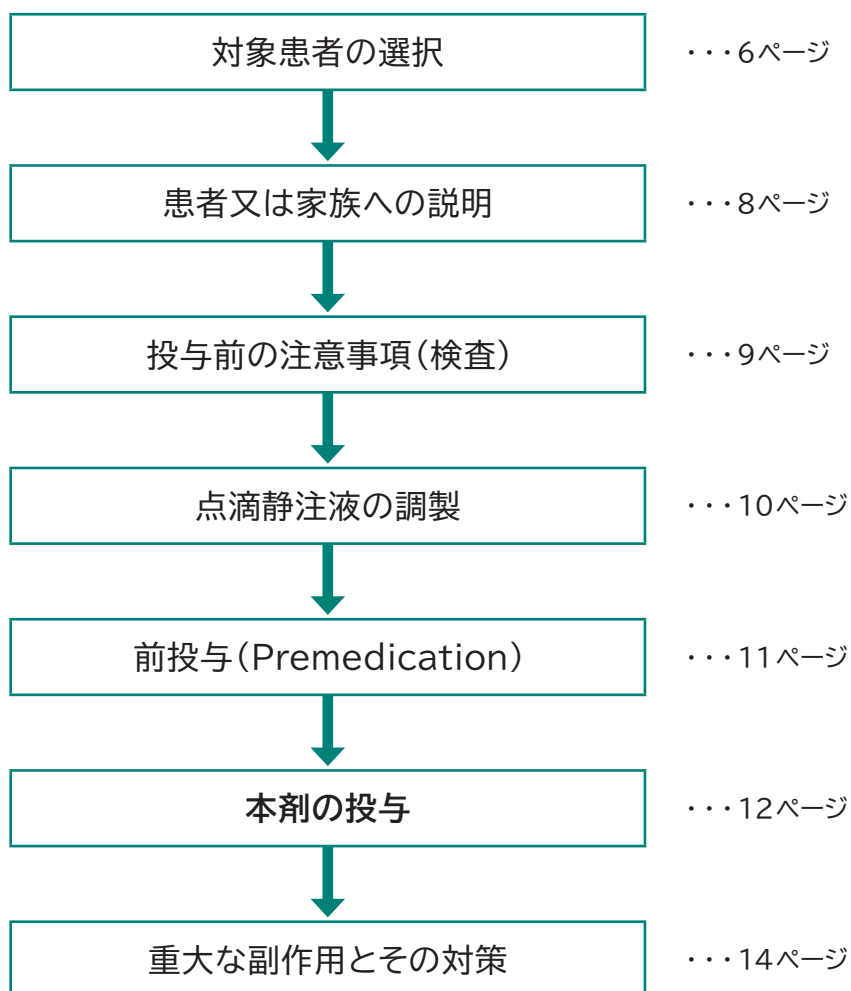 対象患者の選択 ・・・6ページ
患者又は家族への説明 ・・・8ページ
投与前の注意事項（検査） ・・・9ページ
点滴静注液の調製 ・・・10ページ
前投与（Premedication） ・・・11ページ
本剤の投与 ・・・12ページ
重大な副作用とその対策 ・・・14ページ